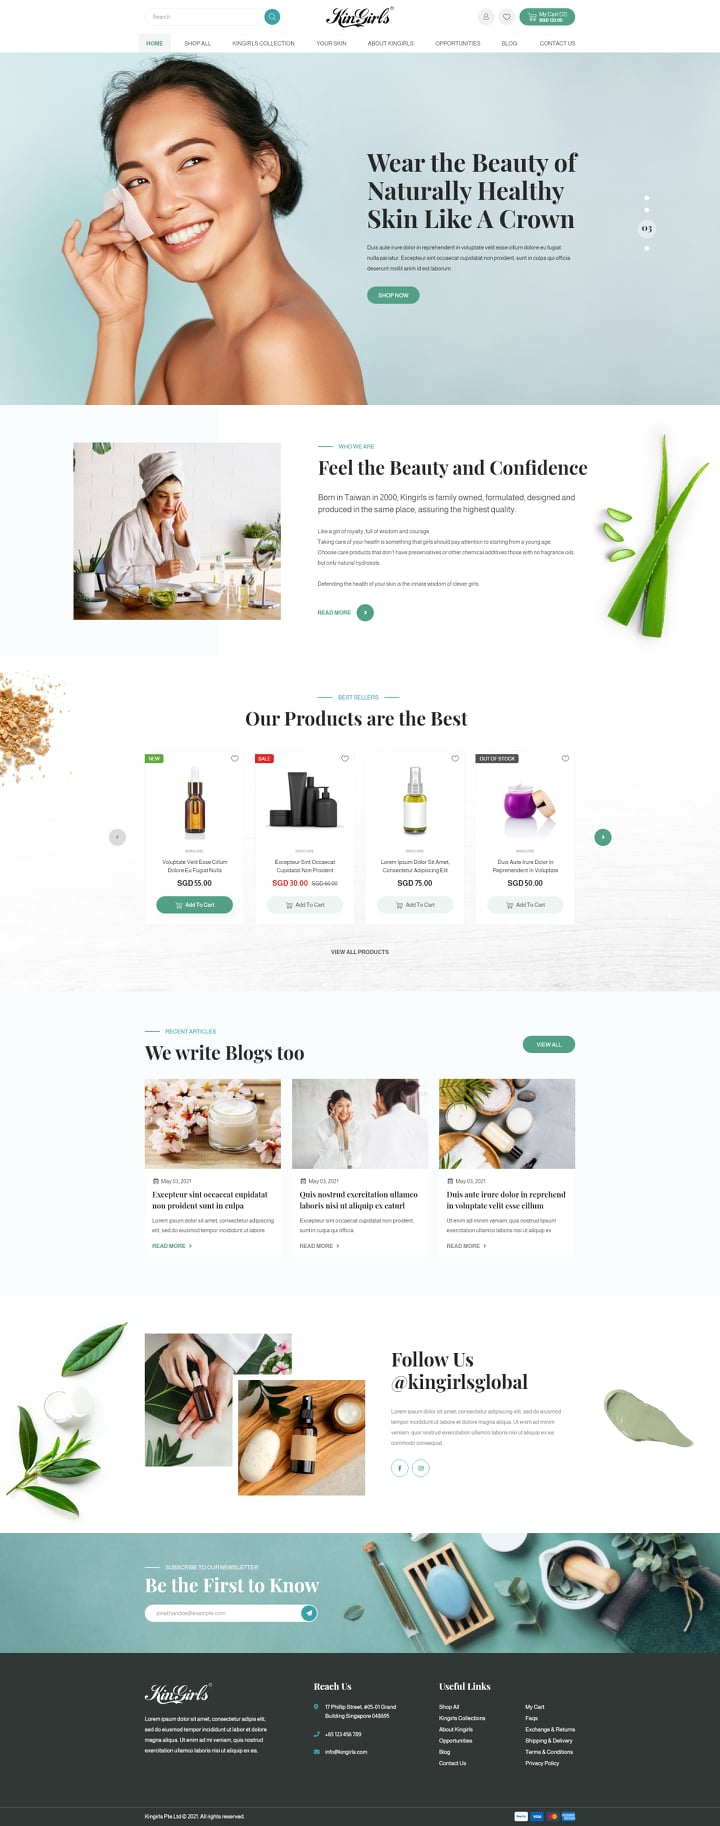 Search
KinGirls®
My Cart (12)
SGD 120.00
HOME
SHOP ALL
KINGIRLS COLLECTION
YOUR SKIN
ABOUT KINGIRLS
OPPORTUNITIES
BLOG
CONTACT US
Wear the Beauty of
Naturally Healthy
Skin Like A Crown
03
Duis aute irure dolor in reprehenderit in voluptate velit esse cillum dolore eu fugiat
nulla pariatur. Excepteur sint occaecat cupidatat non proident, sunt in culpa qui officia
deserunt mollit anim id est laborum.
SHOP NOW
WHO WE ARE
Feel the Beauty and Confidence
Born in Taiwan in 2000, Kingirls is family owned, formulated, designed and
produced in the same place, assuring the highest quality.
Like a girl of royalty, full of wisdom and courage
Taking care of your health is something that girls should pay attention to starting from a young age.
Choose care products that don't have preservatives or other chemical additives those with no fragrance oils,
but only natural hydrosols.
Defending the health of your skin is the innate wisdom of clever girls.
READ MORE
BEST SELLERS
Our Products are the Best
NEW
SKINCARE
Voluptate Velit Esse Cillum
Dolore Eu Fugiat Nulla
SGD 55.00
Add To Cart
SALE
SKINCARE
Excepteur Sint Occaecat
Cupidatat Non Proident
SGD 30.00 SGD 60.00
Add To Cart
SKINCARE
Lorem Ipsum Dolor Sit Amet,
Consectetur Adipiscing Elit
SGD 75.00
Add To Cart
OUT OF STOCK
SKINCARE
Duis Aute Irure Dolor In
Reprehenderit In Voluptate
SGD 50.00
Add To Cart
VIEW ALL PRODUCTS
RECENT ARTICLES
We write Blogs too
VIEW ALL
May 03, 2021
Excepteur sint occaecat cupidatat
non proident sunt in culpa
Lorem ipsum dolor sit amet, consectetur adipiscing
elit, sed do eiusmod tempor incididunt ut labore
READ MORE
May 03, 2021
Quis nostrud exercitation ullamco
laboris nisi ut aliquip ex eaturl
Excepteur sint occaecat cupidatat non proident,
sunt in culpa qui officia
READ MORE
May 03, 2021
Duis aute irure dolor in reprehend
in voluptate velit esse cillum
Ut enim ad minim veniam, quis nostrud lipsum
exercitation ullamco laboris nisi ut aliquip ex
READ MORE
Follow Us
@kingirlsglobal
Lorem ipsum dolor sit amet, consectetur adipiscing elit, sed do eiusmod
tempor incididunt ut labore et dolore magna aliqua. Ut enim ad minim
veniam, quis nostrud exercitation ullamco laboris nisi ut aliquip ex ea
commodo consequat.
SUBSCRIBE TO OUR NEWSLETTER
Be the First to Know
jonathandoe@example.com
KinGirls®
Lorem ipsum dolor sit amet, consectetur adipis elit,
sed do eiusmod tempor incididunt ut labor et dolore
magna aliqua. Ut enim ad mi veniam, quis nostrud
exercitation ullamco laboris nisi ut aliquip ex ea.
Reach Us
17 Phillip Street, #05-01 Grand
Building Singapore 048695
+65 123 456 789
info@kingirls.com
Useful Links
Shop All
Kingirls Collections
About Kingirls
Opportunities
Blog
Contact Us
My Cart
Faqs
Exchange & Returns
Shipping & Delivery
Terms & Conditions
Privacy Policy
Kingirls Pte Ltd © 2021. All rights reserved.
PayPal
VISA